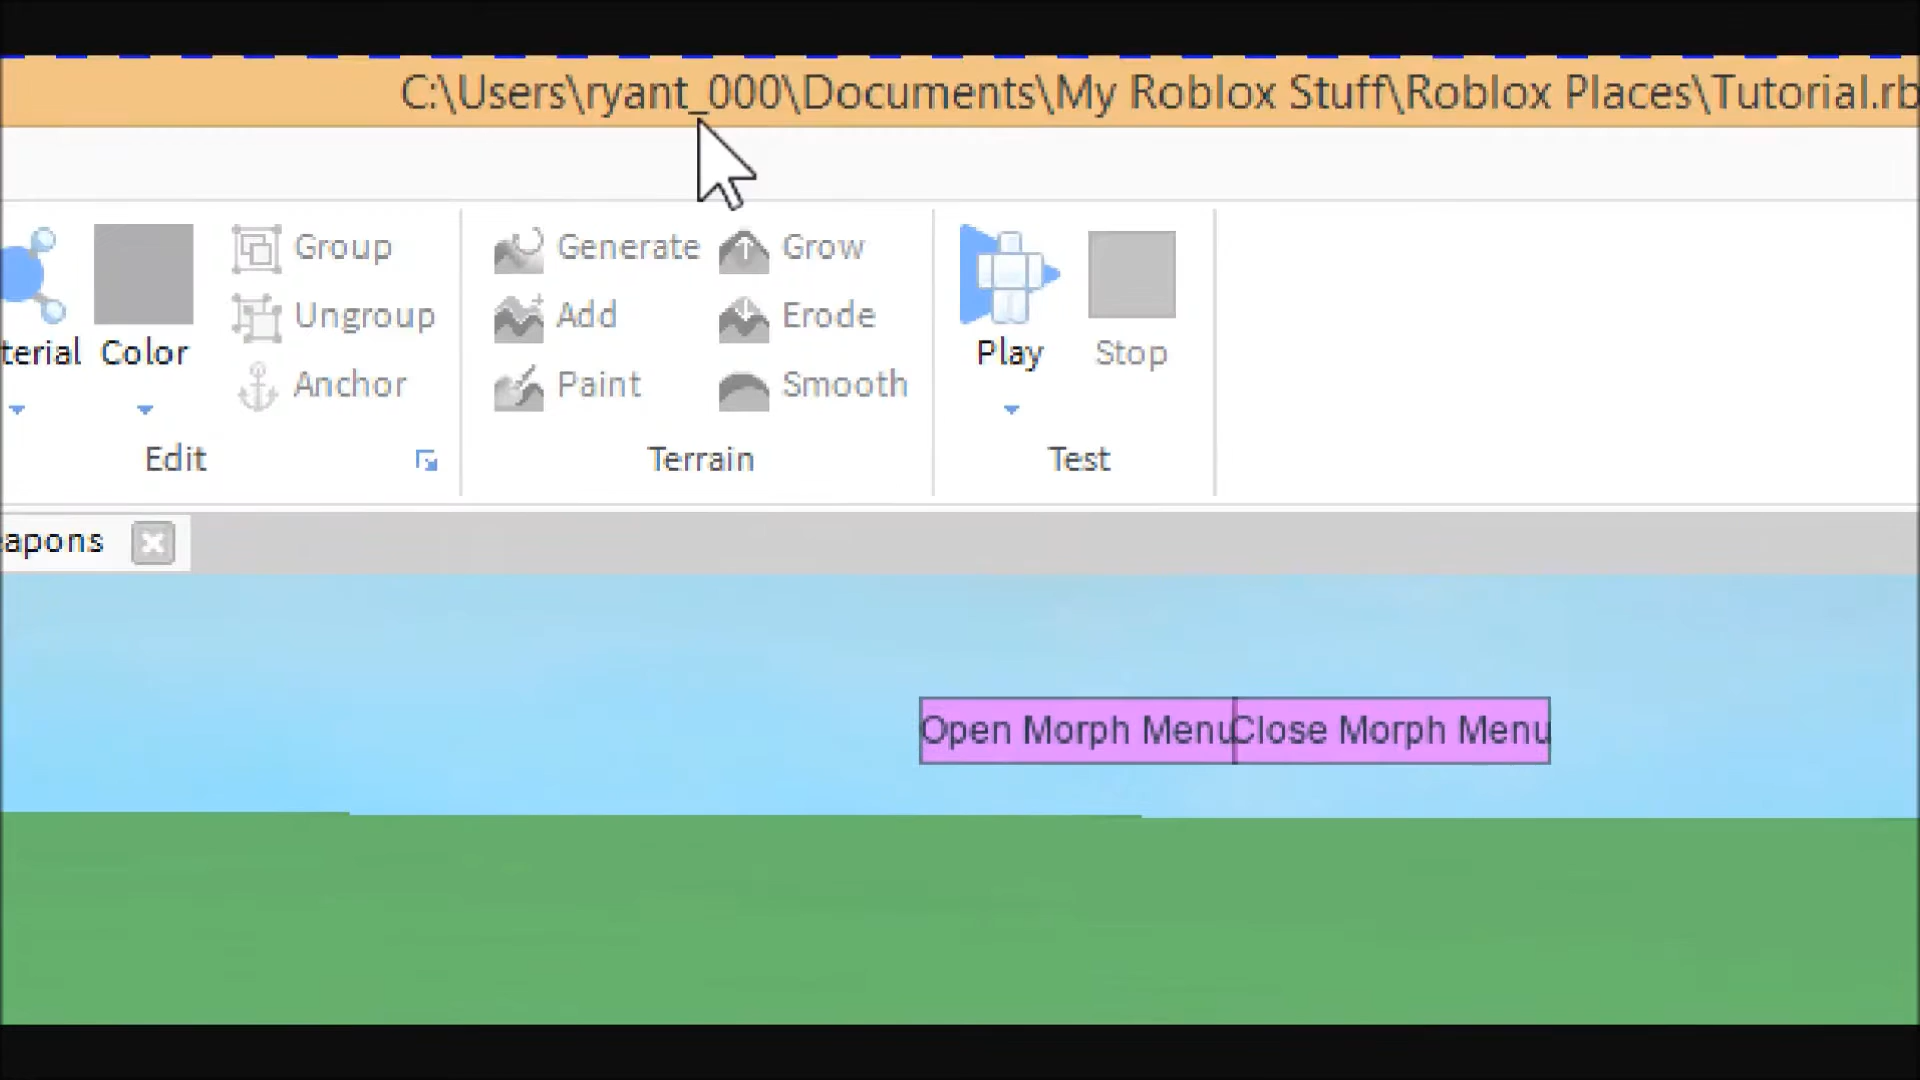 C:\Users\ryant_000\Documents\My Roblox Stuff\Roblox Places\Tutorial.rb
Group
Generate
Grow
Ungroup
Add
Erode
terial
Color
Anchor
Paint
Smooth
Play
Stop
Edit
Terrain
Test
eapons
Open Morph Menu
Close Morph Menu